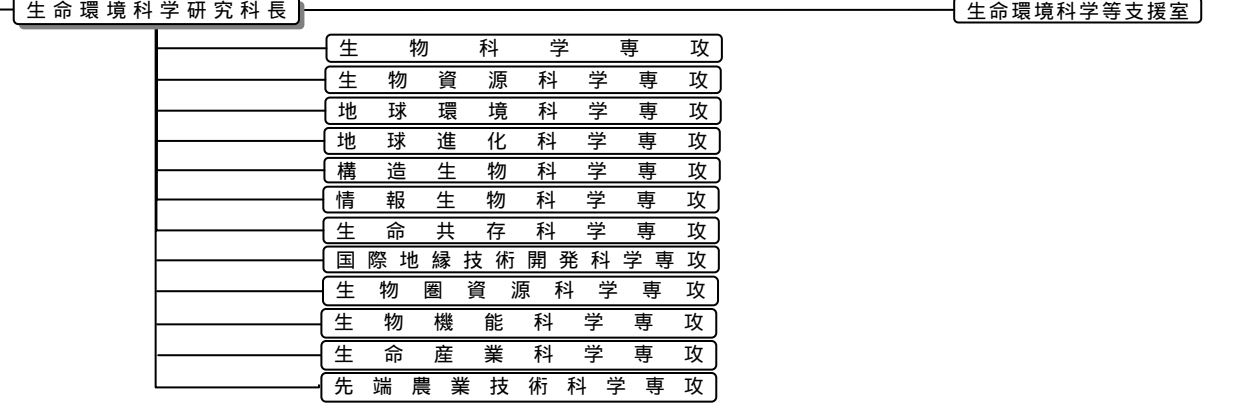 生命環境科学研究科長
生命環境科学等支援室
生物科学専攻
生物資源科学専攻
地球環境科学専攻
地球進化科学専攻
構造生物科学専攻
情報生物科学専攻
生命共存科学専攻
国際地縁技術開発科学専攻
生物圏資源科学専攻
生物機能科学専攻
生命産業科学専攻
先端農業技術科学専攻